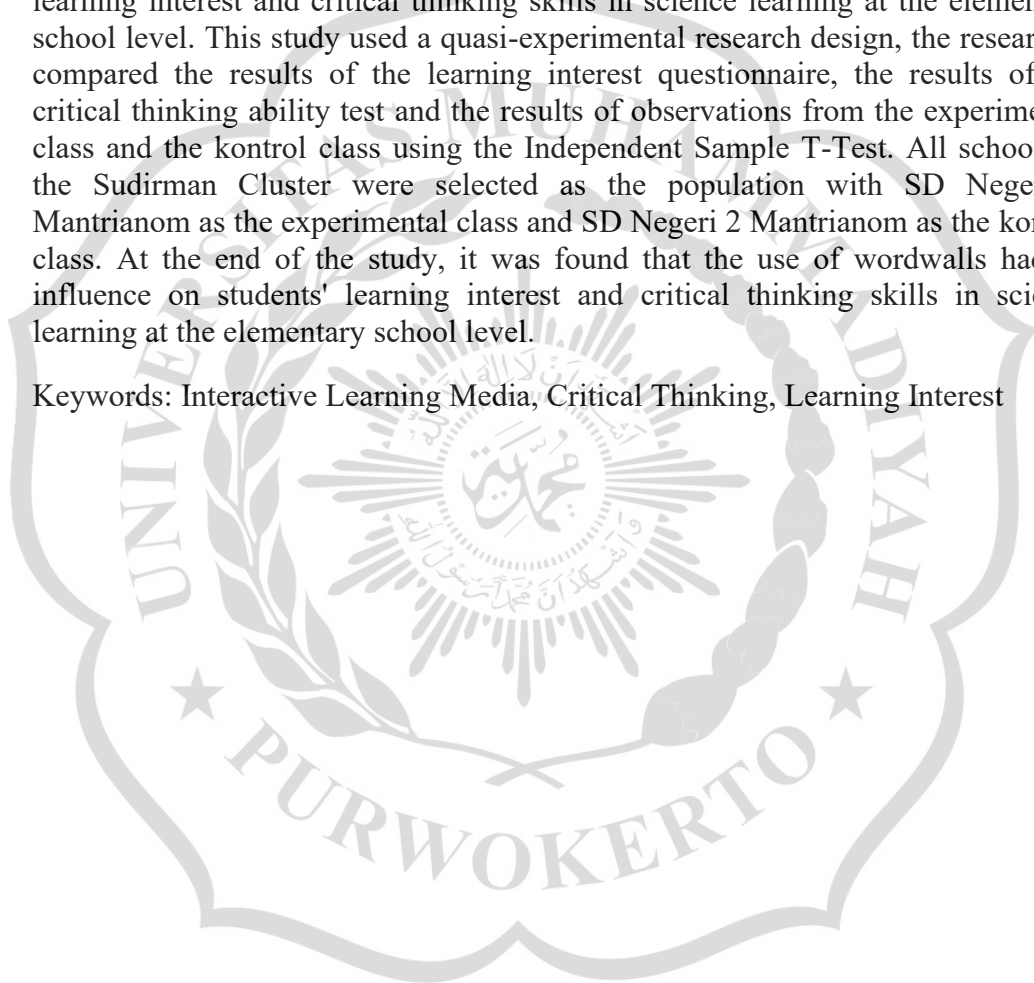 learning interest and critical thinking skills in science learning at the elemen
school level. This study used a quasi-experimental research design, the resear
compared the results of the learning interest questionnaire, the results of
critical thinking ability test and the results of observations from the experime
class and the kontrol class using the Independent Sample T-Test. All schoo
the Sudirman Cluster were selected as the population with SD Nege
Mantrianom as the experimental class and SD Negeri 2 Mantrianom as the kon
class. At the end of the study, it was found that the use of wordwalls had
influence on students' learning interest and critical thinking skills in scie
learning at the elementary school level.
Keywords: Interactive Learning Media, Critical Thinking, Learning Interest
UNIVERSITAS MUHAMMADIYAH
PURWOKERTO